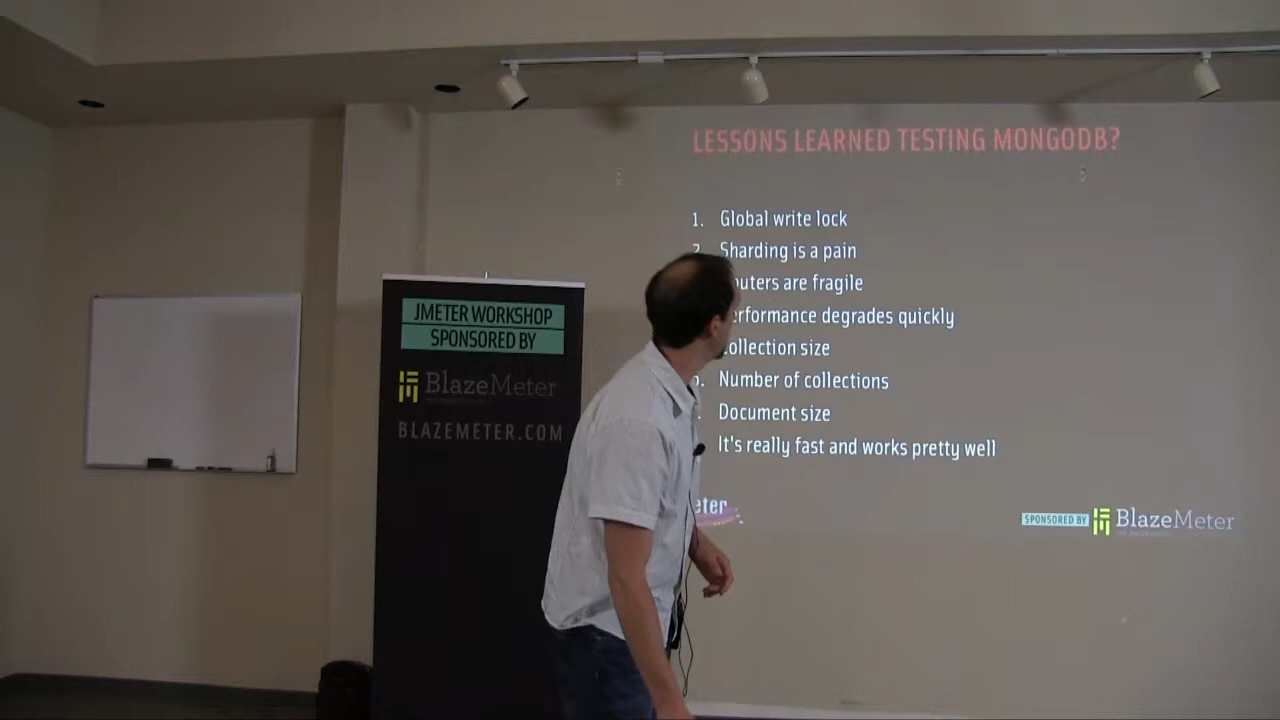 LESSONS LEARNED TESTING MONGODB?
1. Global write lock
2. Sharding is a pain
outers are fragile
erformance degrades quickly
ollection size
Number of collections
Document size
It's really fast and works pretty well
eter
SPONSORED BY BlazeMeter
JMETER WORKSHOP
SPONSORED BY
BlazeMeter
BLAZEMETER.COM